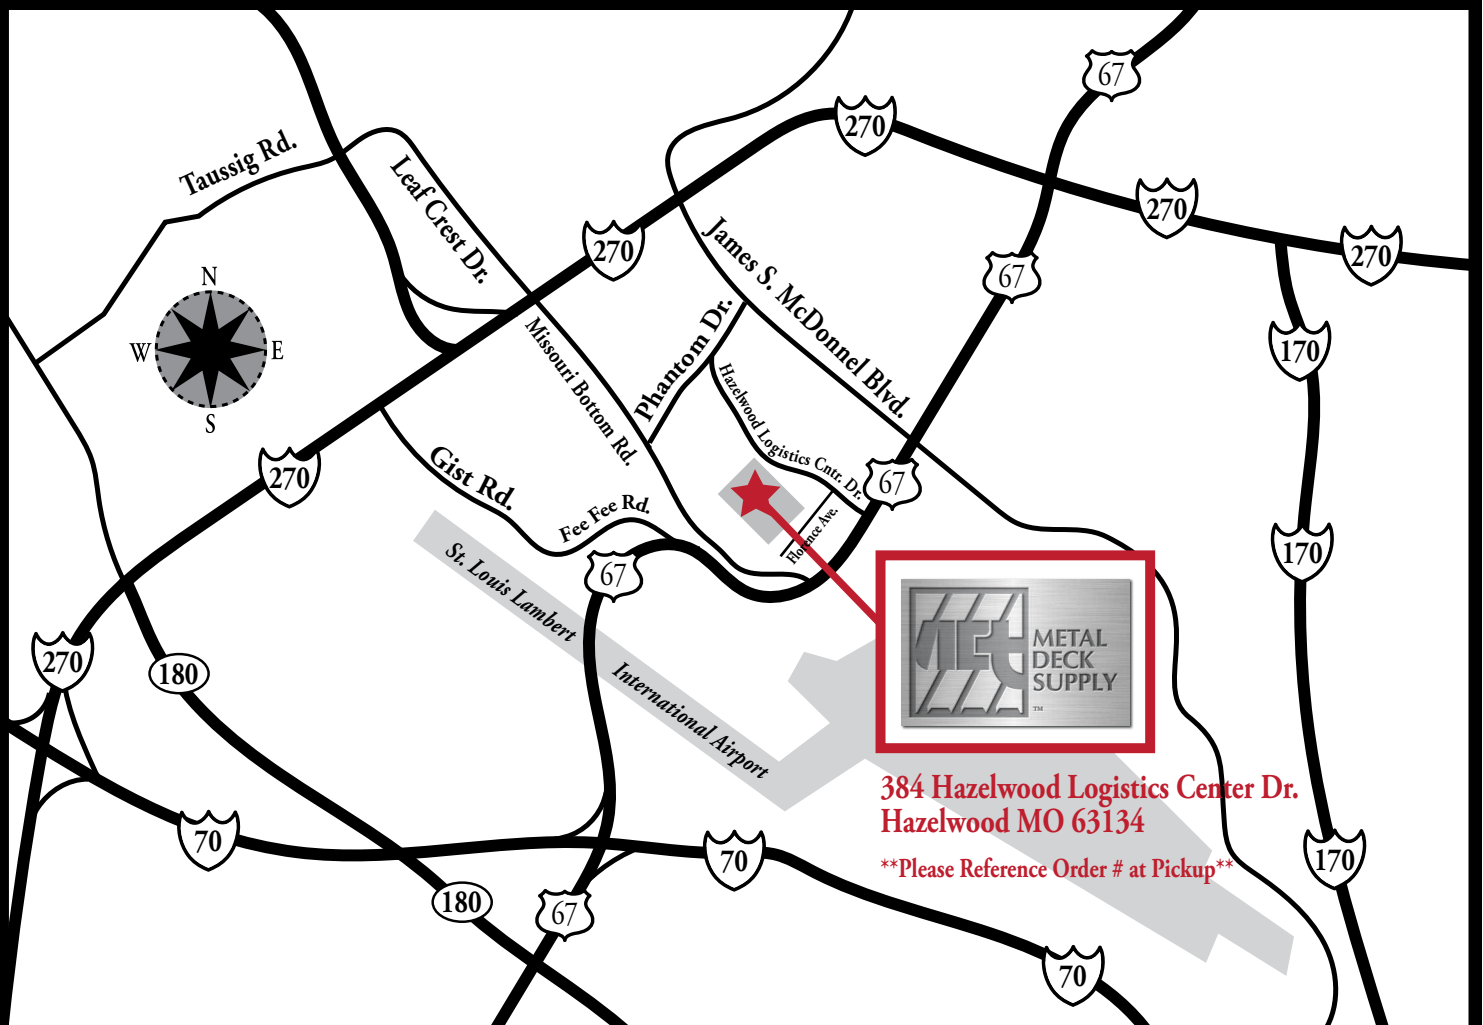 67
270
Taussig Rd.
Leaf Crest Dr.
270
270
67
270
James S. McDonnel Blvd.
N
W
E
S
Phantom Dr.
Missouri Bottom Rd.
Hazelwood Logistics Cntr. Dr.
170
270
Gist Rd.
Fee Fee Rd.
67
Florence Ave.
170
St. Louis Lambert
International Airport
67
270
180
METAL
DECK
SUPPLY
TM
384 Hazelwood Logistics Center Dr.
Hazelwood MO 63134
**Please Reference Order # at Pickup**
70
70
170
180
67
70